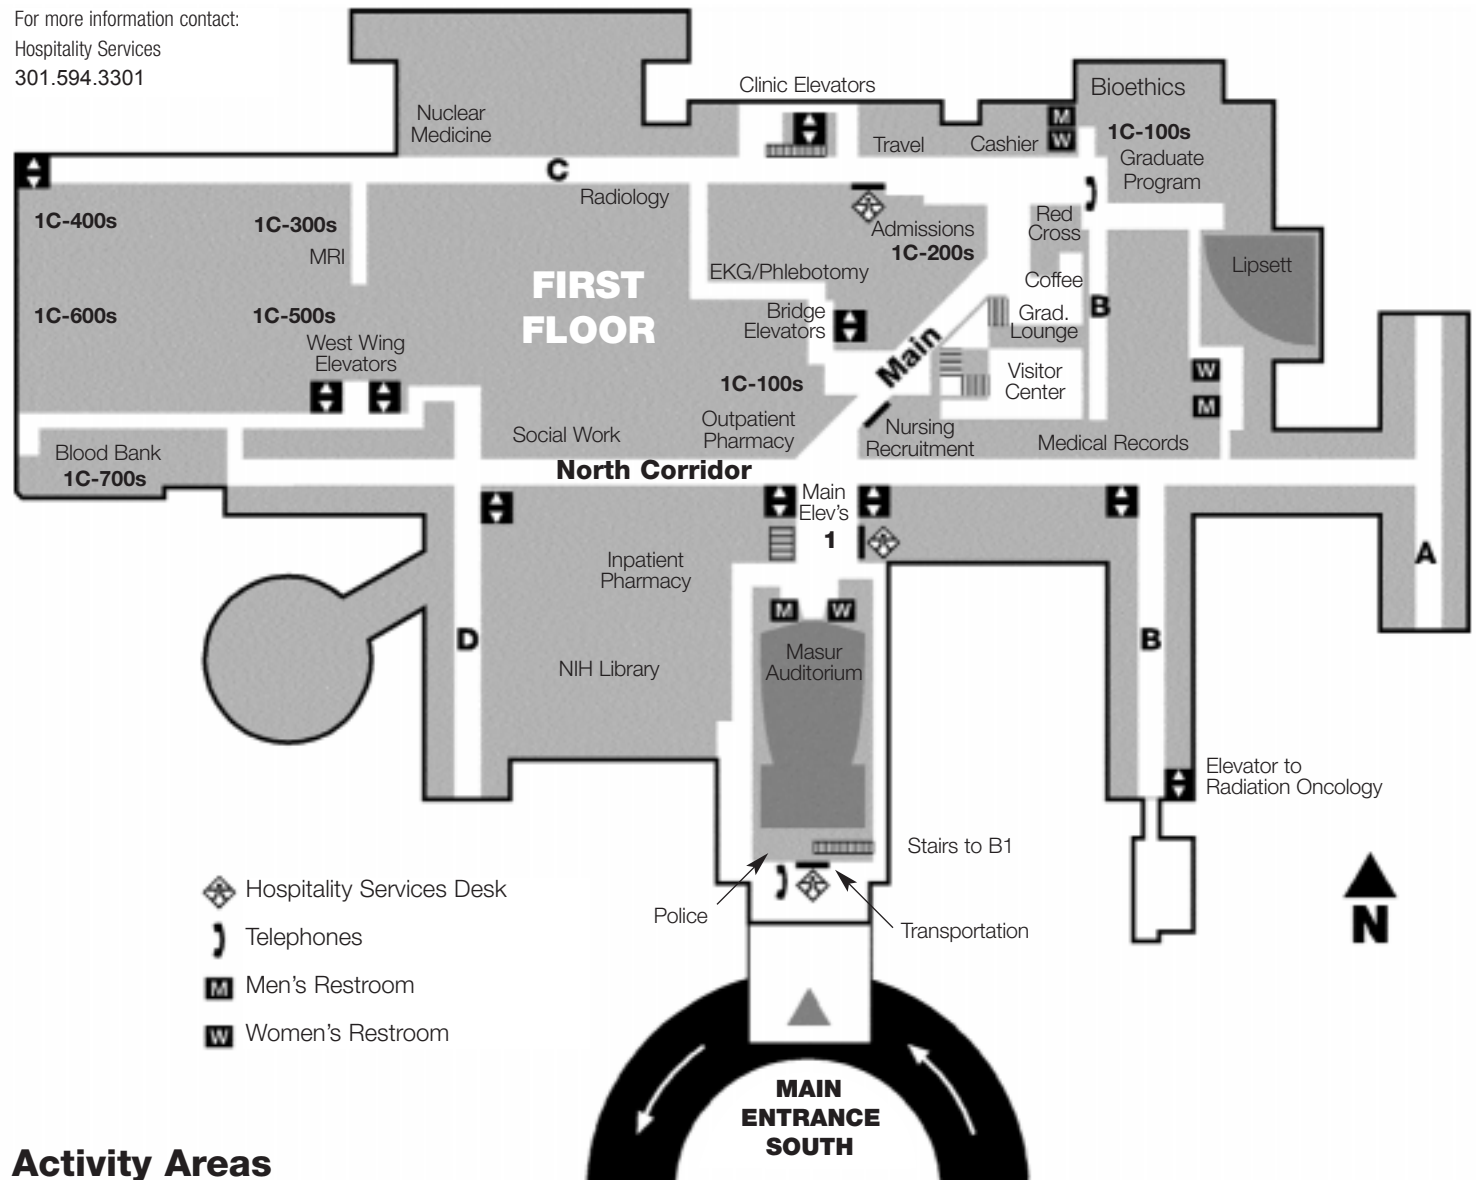 For more information contact:
Hospitality Services
301.594.3301
Clinic Elevators
Bioethics
Nuclear
Medicine
M
W
1C-100s
Travel
Cashier
Graduate
Program
C
Radiology
1C-400s
1C-300s
MRI
Admissions
1C-200s
Red
Cross
Lipsett
FIRST
FLOOR
EKG/Phlebotomy
Coffee
1C-600s
1C-500s
Bridge
Elevators
Grad.
Lounge
B
West Wing
Elevators
Main
Visitor
Center
W
M
1C-100s
Outpatient
Pharmacy
Nursing
Recruitment
Medical Records
Social Work
Blood Bank
1C-700s
North Corridor
Main
Elev's
1
Inpatient
Pharmacy
A
M
W
D
B
NIH Library
Masur
Auditorium
Elevator to
Radiation Oncology
Stairs to B1
Hospitality Services Desk
Police
Transportation
N
Telephones
M
Men's Restroom
W
Women's Restroom
MAIN
ENTRANCE
SOUTH
Activity Areas